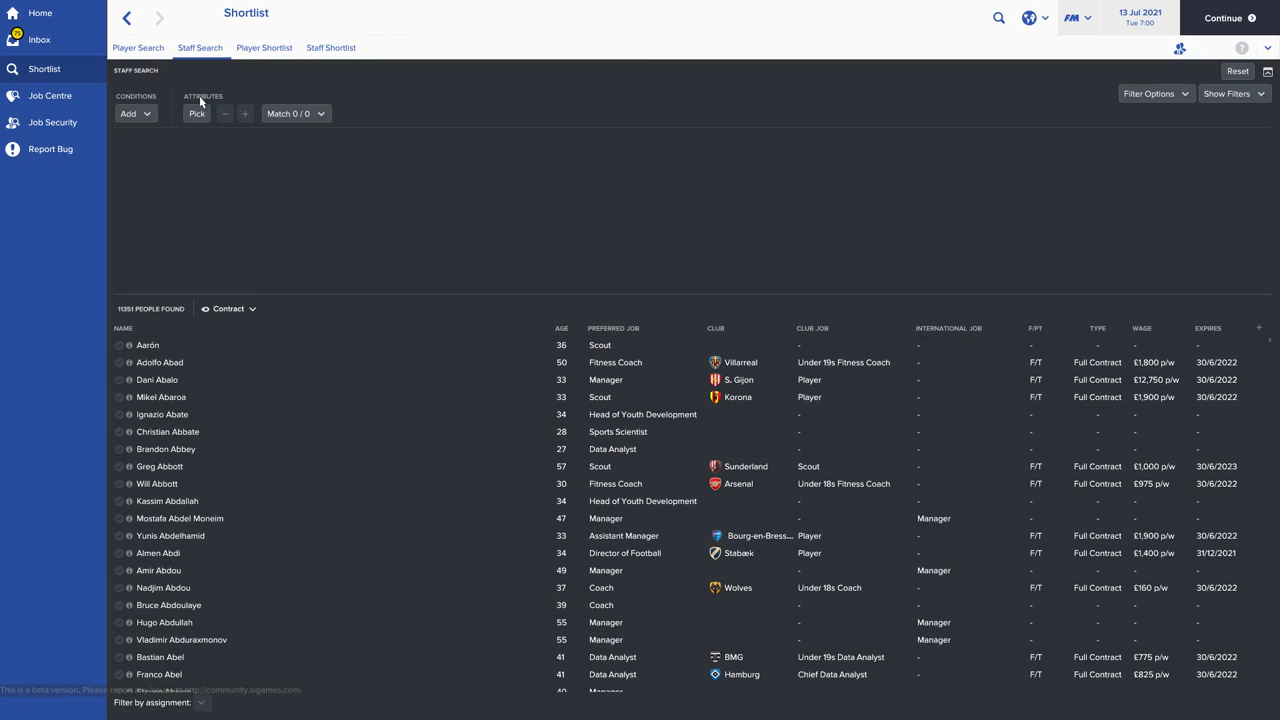 Home
75
Inbox
Shortlist
Job Centre
Job Security
Report Bug
Shortlist
FM
13 Jul 2021
Tue 7:00
Continue
Player Search Staff Search Player Shortlist Staff Shortlist
?
STAFF SEARCH
Reset
CONDITIONS ATTRIBUTES
Add Pick - + Match 0 / 0
Filter Options Show Filters
11351 PEOPLE FOUND Contract
NAME AGE PREFERRED JOB CLUB CLUB JOB INTERNATIONAL JOB F/PT TYPE WAGE EXPIRES +
Aarón 36 Scout - - - - - -
Adolfo Abad 50 Fitness Coach Villarreal Under 19s Fitness Coach - F/T Full Contract £1,800 p/w 30/6/2022
Dani Abalo 33 Manager S. Gijon Player - F/T Full Contract £12,750 p/w 30/6/2022
Mikel Abaroa 33 Scout Korona Player - F/T Full Contract £1,900 p/w 30/6/2022
Ignazio Abate 34 Head of Youth Development - - - - - -
Christian Abbate 28 Sports Scientist - - - - - -
Brandon Abbey 27 Data Analyst - - - - - -
Greg Abbott 57 Scout Sunderland Scout - F/T Full Contract £1,000 p/w 30/6/2023
Will Abbott 30 Fitness Coach Arsenal Under 18s Fitness Coach - F/T Full Contract £975 p/w 30/6/2022
Kassim Abdallah 34 Head of Youth Development - - - - - -
Mostafa Abdel Moneim 47 Manager - Manager - - - -
Yunis Abdelhamid 33 Assistant Manager Bourg-en-Bress... Player - F/T Full Contract £1,900 p/w 30/6/2022
Almen Abdi 34 Director of Football Stabæk Player - F/T Full Contract £1,400 p/w 31/12/2021
Amir Abdou 49 Manager - Manager - - - -
Nadjim Abdou 37 Coach Wolves Under 18s Coach - F/T Full Contract £160 p/w 30/6/2022
Bruce Abdoulaye 39 Coach - - - - - -
Hugo Abdullah 55 Manager - Manager - - - -
Vladimir Abduraxmonov 55 Manager - Manager - - - -
Bastian Abel 41 Data Analyst BMG Under 19s Data Analyst - F/T Full Contract £775 p/w 30/6/2022
Franco Abel 41 Data Analyst Hamburg Chief Data Analyst - F/T Full Contract £825 p/w 30/6/2022
This is a beta version, Please http://community.sigames.com/
Filter by assignment: